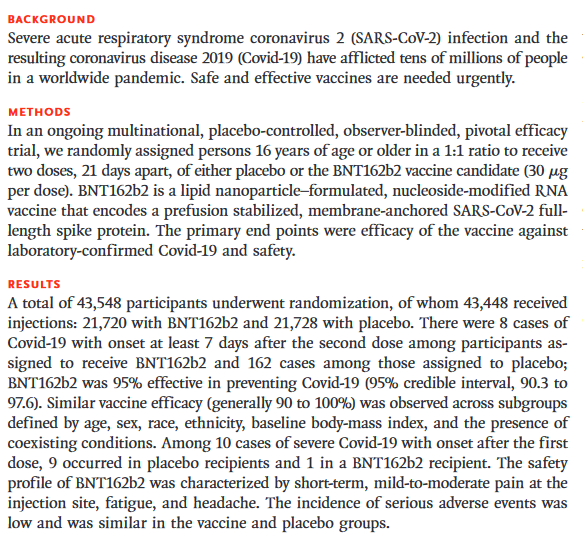 BACKGROUND
Severe acute respiratory syndrome coronavirus 2 (SARS-CoV-2) infection and the
resulting coronavirus disease 2019 (Covid-19) have afflicted tens of millions of people
in a worldwide pandemic. Safe and effective vaccines are needed urgently.
METHODS
In an ongoing multinational, placebo-controlled, observer-blinded, pivotal efficacy
trial, we randomly assigned persons 16 years of age or older in a 1:1 ratio to receive
two doses, 21 days apart, of either placebo or the BNT162b2 vaccine candidate (30 μg
per dose). BNT162b2 is a lipid nanoparticle–formulated, nucleoside-modified RNA
vaccine that encodes a prefusion stabilized, membrane-anchored SARS-CoV-2 full-
length spike protein. The primary end points were efficacy of the vaccine against
laboratory-confirmed Covid-19 and safety.
RESULTS
A total of 43,548 participants underwent randomization, of whom 43,448 received
injections: 21,720 with BNT162b2 and 21,728 with placebo. There were 8 cases of
Covid-19 with onset at least 7 days after the second dose among participants as-
signed to receive BNT162b2 and 162 cases among those assigned to placebo;
BNT162b2 was 95% effective in preventing Covid-19 (95% credible interval, 90.3 to
97.6). Similar vaccine efficacy (generally 90 to 100%) was observed across subgroups
defined by age, sex, race, ethnicity, baseline body-mass index, and the presence of
coexisting conditions. Among 10 cases of severe Covid-19 with onset after the first
dose, 9 occurred in placebo recipients and 1 in a BNT162b2 recipient. The safety
profile of BNT162b2 was characterized by short-term, mild-to-moderate pain at the
injection site, fatigue, and headache. The incidence of serious adverse events was
low and was similar in the vaccine and placebo groups.